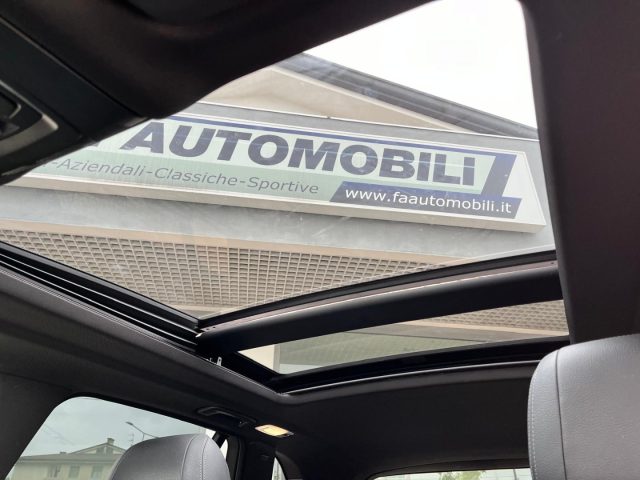 AUTOMOBILI
-Aziendali-Classiche-Sportive
www.faautomobili.it